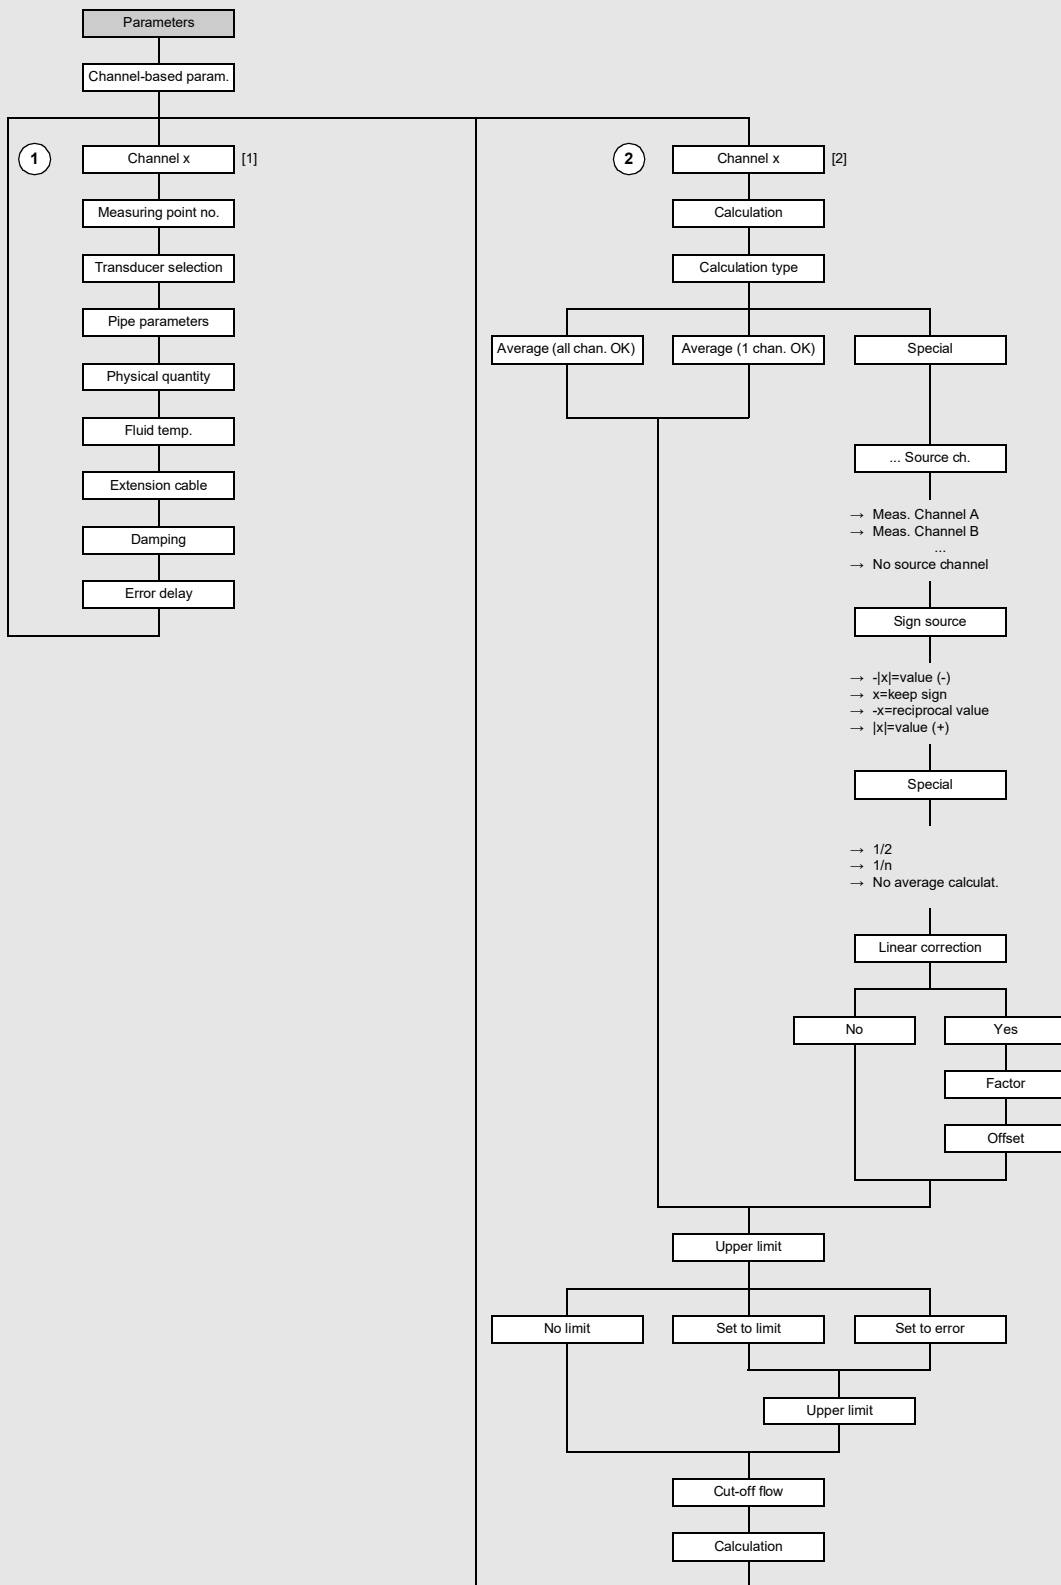 Parameters
Channel-based param.
1
Channel x
[1]
Measuring point no.
Transducer selection
Pipe parameters
Physical quantity
Fluid temp.
Extension cable
Damping
Error delay
2
Channel x
[2]
Calculation
Calculation type
Average (all chan. OK)
Average (1 chan. OK)
Special
... Source ch.
→ Meas. Channel A
→ Meas. Channel B
...
→ No source channel
Sign source
→ -|x|=value (-)
→ x=keep sign
→ -x=reciprocal value
→ |x|=value (+)
Special
→ 1/2
→ 1/n
→ No average calculat.
Linear correction
No
Yes
Factor
Offset
Upper limit
No limit
Set to limit
Set to error
Upper limit
Cut-off flow
Calculation